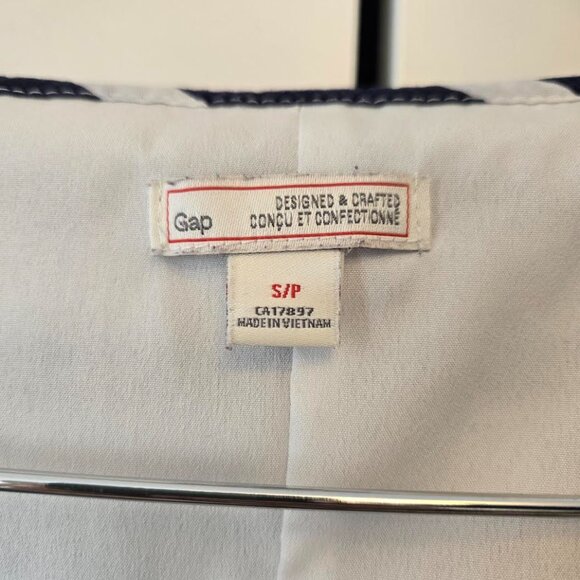 Gap
DESIGNED & CRAFTED
CONÇU ET CONFECTIONNÉ
S/P
CA17897
MADE IN VIETNAM